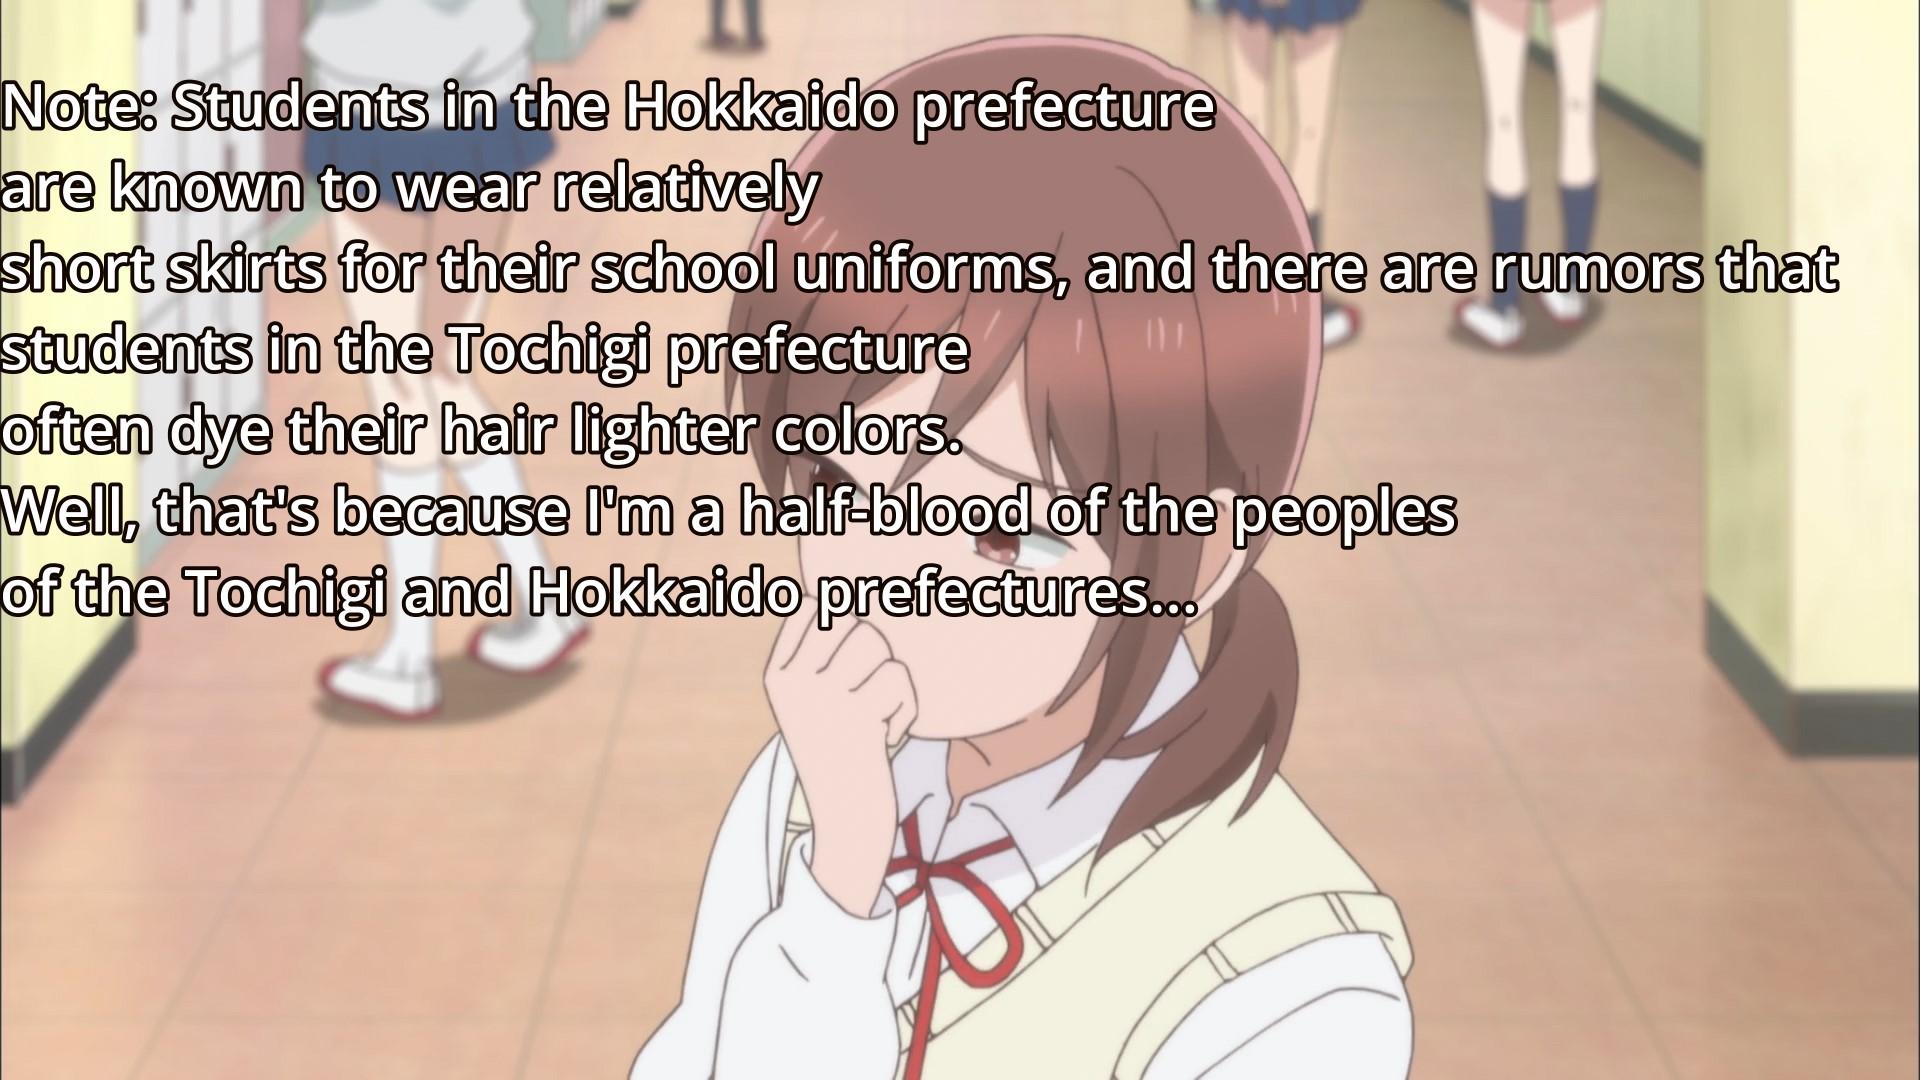 Note: Students in the Hokkaido prefecture
are known to wear relatively
short skirts for their school uniforms, and there are rumors that
students in the Tochigi prefecture
often dye their hair lighter colors.
Well, that's because I'm a half-blood of the peoples
of the Tochigi and Hokkaido prefectures...